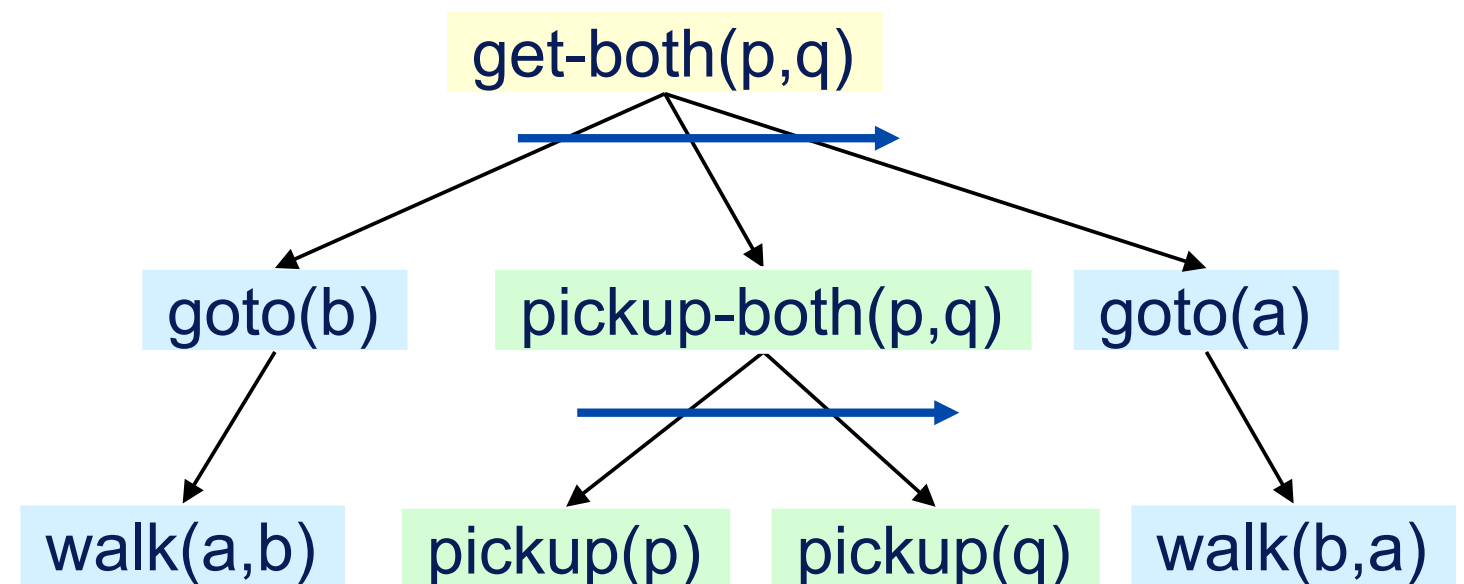 get-both(p,q)
goto(b)
pickup-both(p,q)
goto(a)
walk(a,b)
pickup(p)
pickup(q)
walk(b,a)